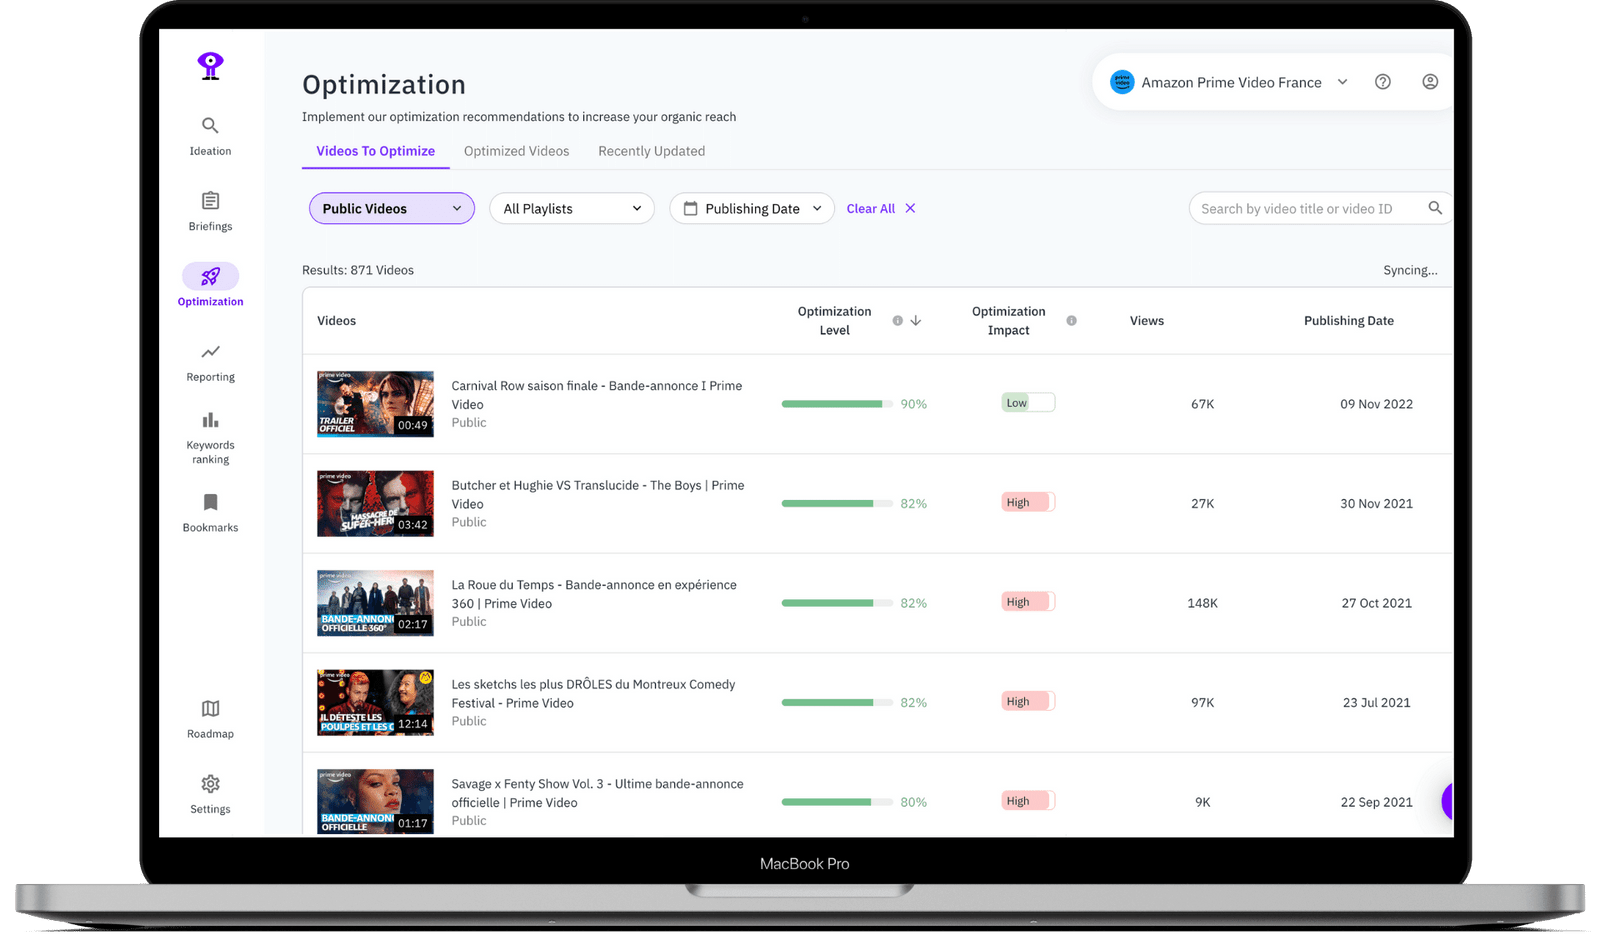 Optimization
Implement our optimization recommendations to increase your organic reach
Amazon Prime Video France
prime video
Ideation
Briefings
Optimization
Reporting
Keywords
ranking
Bookmarks
Roadmap
Settings
Videos To Optimize
Optimized Videos
Recently Updated
Public Videos
All Playlists
Publishing Date
Clear All
Search by video title or video ID
Results: 871 Videos
Syncing...
Videos
Optimization
Level
Optimization
Impact
Views
Publishing Date
prime video
TRAILER
OFFICIEL
00:49
Carnival Row saison finale - Bande-annonce I Prime
Video
Public
90%
Low
67K
09 Nov 2022
prime video
MASSACRE DE
SUPER-HER
03:42
Butcher et Hughie VS Translucide - The Boys | Prime
Video
Public
82%
High
27K
30 Nov 2021
prime video
BANDE-ANNON
OFFICIELLE 360°
02:17
La Roue du Temps - Bande-annonce en expérience
360 | Prime Video
Public
82%
High
148K
27 Oct 2021
prime video
IL DÉTESTE LES
POULPES ET LES
12:14
Les sketchs les plus DRÔLES du Montreux Comedy
Festival - Prime Video
Public
82%
High
97K
23 Jul 2021
prime video
BANDE-ANNON
OFFICIELLE
01:17
Savage x Fenty Show Vol. 3 - Ultime bande-annonce
officielle | Prime Video
Public
80%
High
9K
22 Sep 2021
MacBook Pro